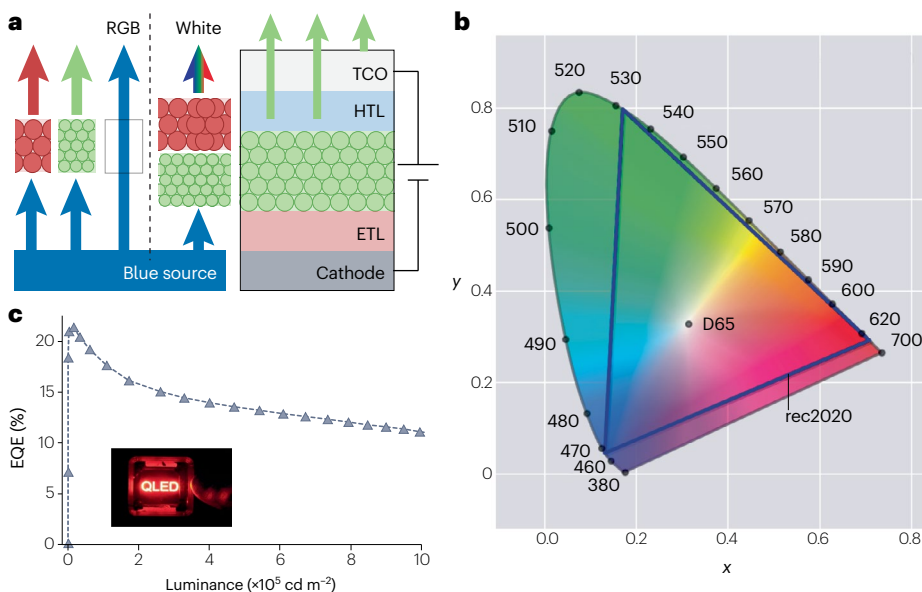 a
RGB
White
Blue source
TCO
HTL
ETL
Cathode
b
520
530
510
540
550
560
500
570
580
590
600
490
D65
620
700
480
rec2020
470
460
380
0.8
0.6
y
0.4
0.2
0
0.0 0.2 0.4 0.6 0.8
x
c
20
15
EQE (%)
10
5
0
QLED
0 2 4 6 8 10
Luminance (×10⁵ cd m⁻²)